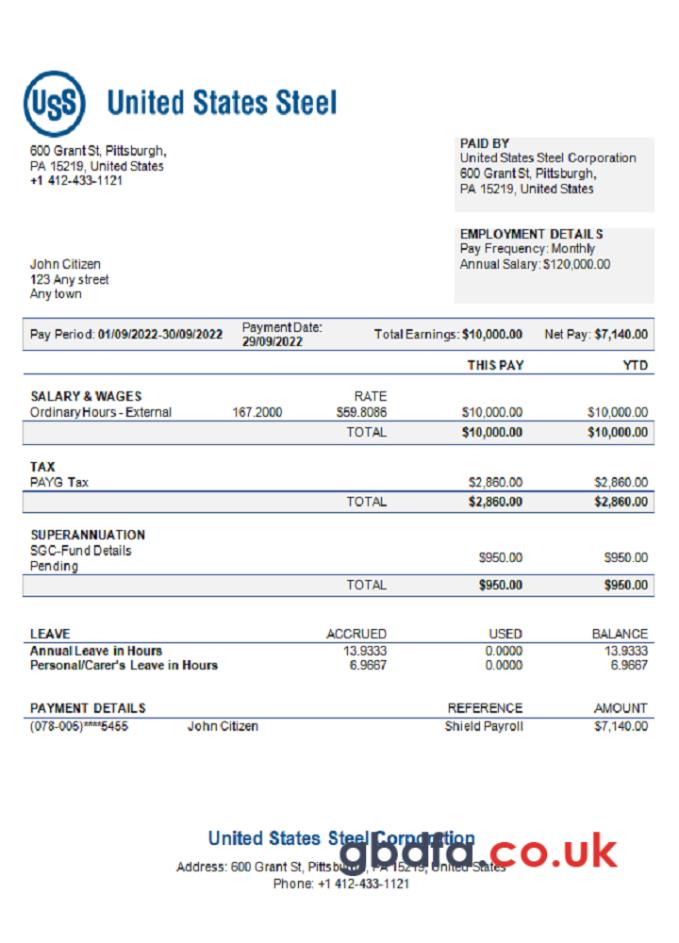 USS United States Steel
600 Grant St, Pittsburgh,
PA 15219, United States
+1 412-433-1121
PAID BY
United States Steel Corporation
600 Grant St, Pittsburgh,
PA 15219, United States
EMPLOYMENT DETAILS
Pay Frequency: Monthly
Annual Salary: $120,000.00
John Citizen
123 Any street
Any town
Pay Period: 01/09/2022-30/09/2022 Payment Date: 29/09/2022 Total Earnings: $10,000.00 Net Pay: $7,140.00
THIS PAY YTD
SALARY & WAGES RATE
Ordinary Hours - External 167.2000 $59.8086 $10,000.00 $10,000.00
TOTAL $10,000.00 $10,000.00
TAX
PAYG Tax $2,860.00 $2,860.00
TOTAL $2,860.00 $2,860.00
SUPERANNUATION
SGC-Fund Details
Pending $950.00 $950.00
TOTAL $950.00 $950.00
LEAVE ACCRUED USED BALANCE
Annual Leave in Hours 13.9333 0.0000 13.9333
Personal/Carer's Leave in Hours 6.9667 0.0000 6.9667
PAYMENT DETAILS REFERENCE AMOUNT
(078-005)****5455 John Citizen Shield Payroll $7,140.00
United States Steel Corporation
gbdfa.co.uk
Address: 600 Grant St, Pittsburgh, PA 15219, United States
Phone: +1 412-433-1121